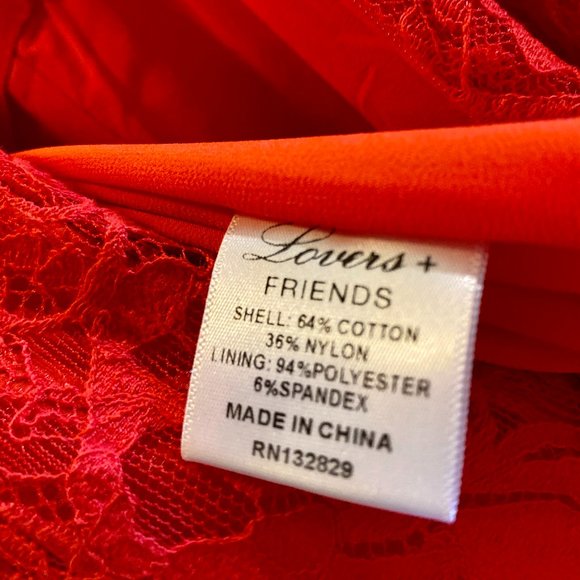 Lovers +
FRIENDS
SHELL: 64% COTTON
36% NYLON
LINING: 94%POLYESTER
6%SPANDEX
MADE IN CHINA
RN132829